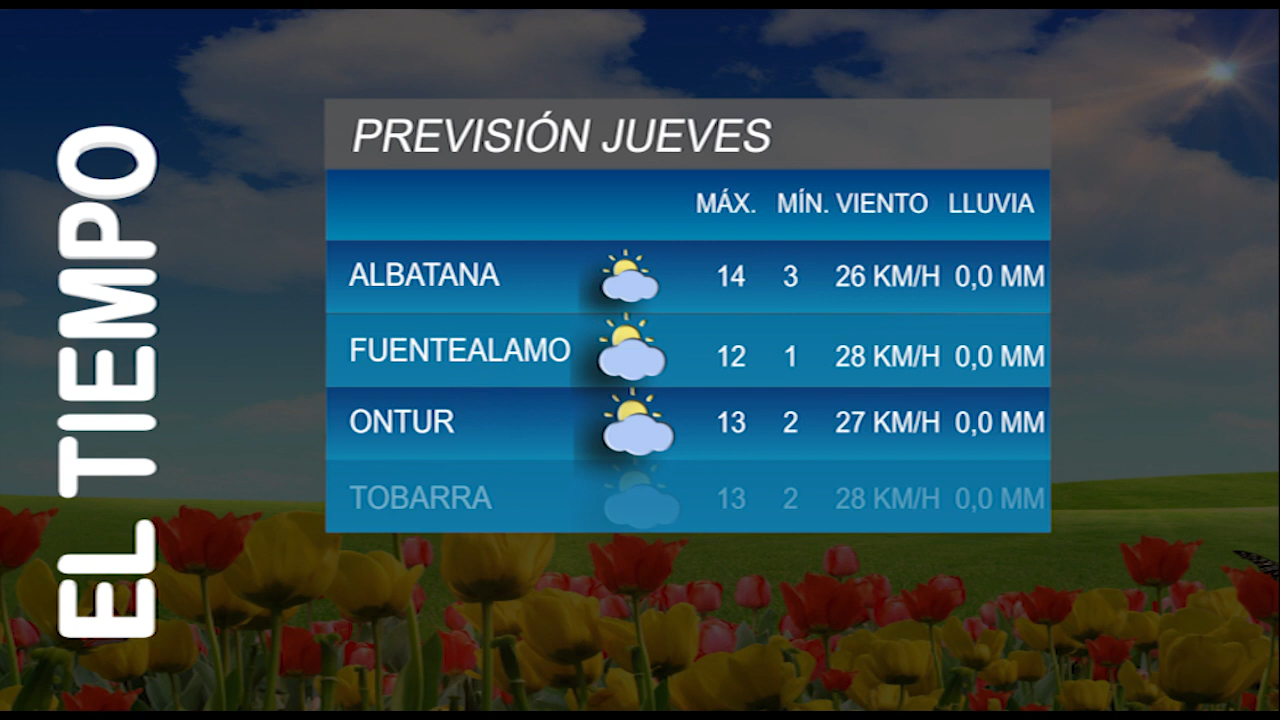 EL TIEMPO
PREVISIÓN JUEVES
MÁX. MÍN. VIENTO LLUVIA
ALBATANA 14 3 26 KM/H 0,0 MM
FUENTEALAMO 12 1 28 KM/H 0,0 MM
ONTUR 13 2 27 KM/H 0,0 MM
TOBARRA 13 2 28 KM/H 0,0 MM